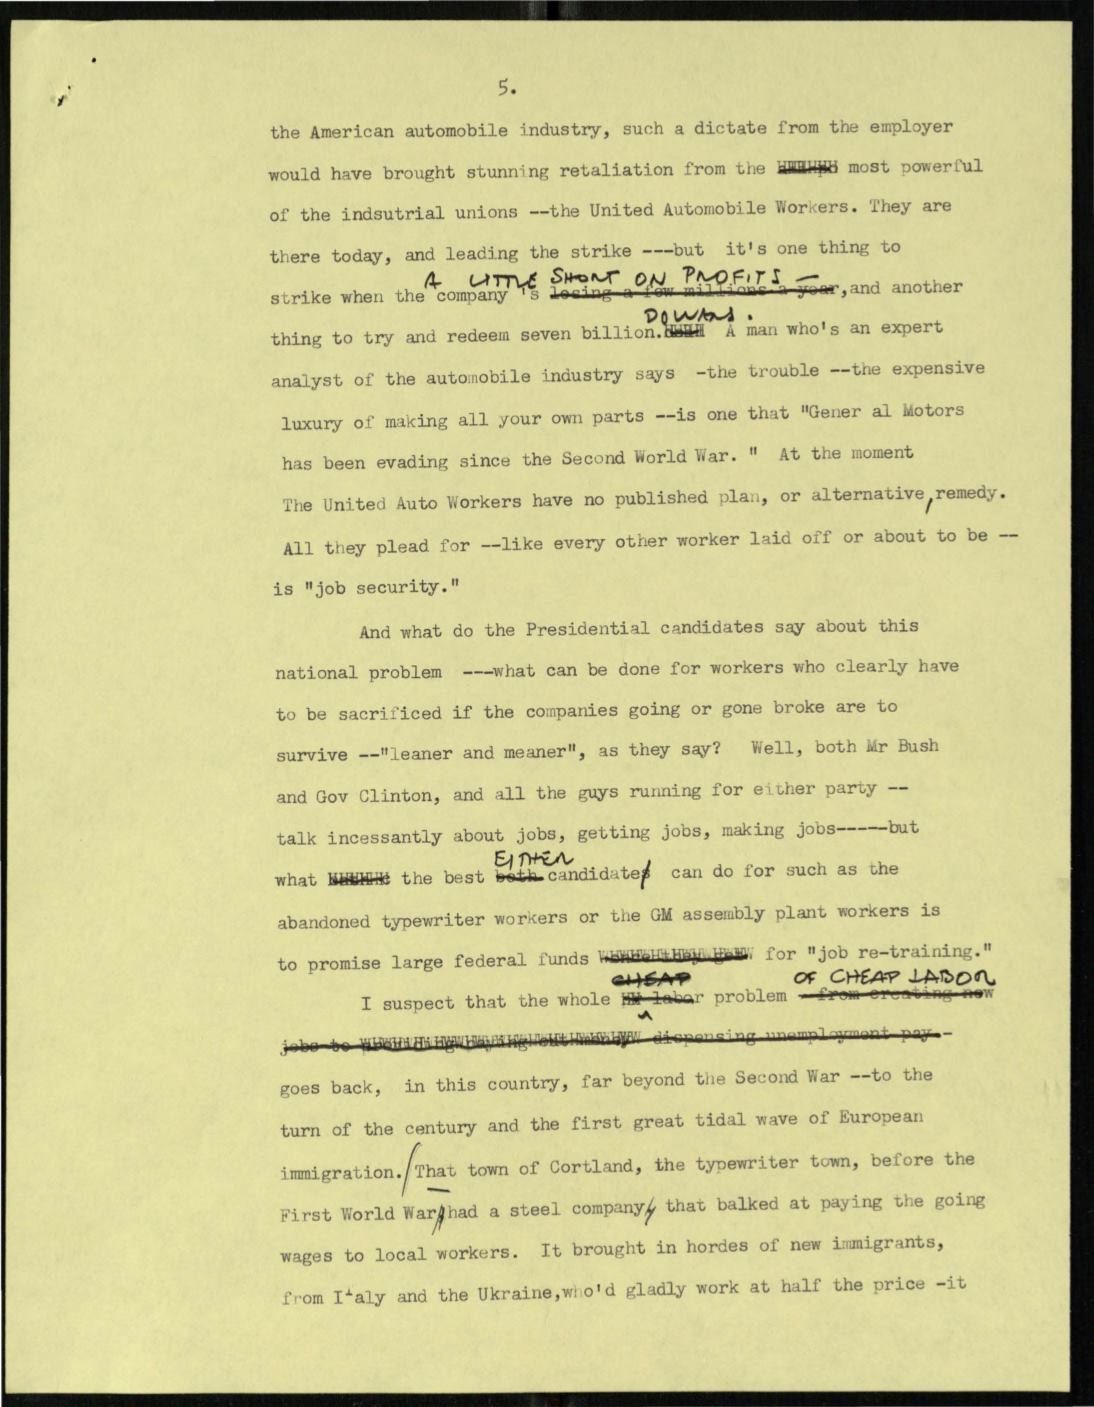 5.
the American automobile industry, such a dictate from the employer
would have brought stunning retaliation from the most powerful
of the indsutrial unions --the United Automobile Workers. They are
there today, and leading the strike ---but it's one thing to
A LITTLE SHORT ON PROFITS —
strike when the company 's losing a few millions a year,and another
DOLLARS.
thing to try and redeem seven billion. A man who's an expert
analyst of the automobile industry says -the trouble --the expensive
luxury of making all your own parts --is one that "Gener al Motors
has been evading since the Second World War. " At the moment
The United Auto Workers have no published plan, or alternative,remedy.
All they plead for --like every other worker laid off or about to be --
is "job security."
And what do the Presidential candidates say about this
national problem ---what can be done for workers who clearly have
to be sacrificed if the companies going or gone broke are to
survive --"leaner and meaner", as they say? Well, both Mr Bush
and Gov Clinton, and all the guys running for either party --
talk incessantly about jobs, getting jobs, making jobs-----but
EITHER
what the best both candidates can do for such as the
abandoned typewriter workers or the GM assembly plant workers is
to promise large federal funds for "job re-training."
CHEAP OF CHEAP LABOR
I suspect that the whole labor problem - from creating new
jobs to dispensing unemployment pay -
goes back, in this country, far beyond the Second War --to the
turn of the century and the first great tidal wave of European
immigration./That town of Cortland, the typewriter town, before the
First World War, had a steel company, that balked at paying the going
wages to local workers. It brought in hordes of new immigrants,
from Italy and the Ukraine,who'd gladly work at half the price -it